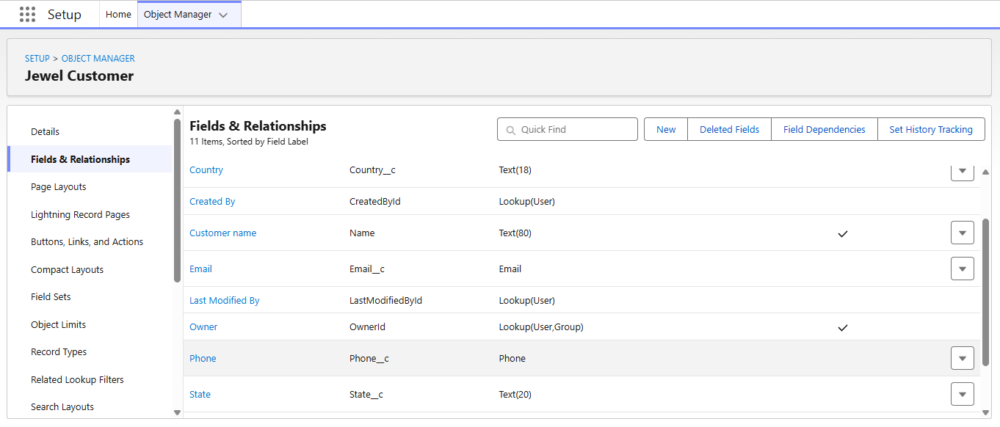 Setup Home Object Manager
SETUP > OBJECT MANAGER
Jewel Customer
Details
Fields & Relationships
Page Layouts
Lightning Record Pages
Buttons, Links, and Actions
Compact Layouts
Field Sets
Object Limits
Record Types
Related Lookup Filters
Search Layouts
Fields & Relationships
11 Items, Sorted by Field Label
Quick Find
New Deleted Fields Field Dependencies Set History Tracking
Country Country__c Text(18)
Created By CreatedById Lookup(User)
Customer name Name Text(80)
Email Email__c Email
Last Modified By LastModifiedById Lookup(User)
Owner OwnerId Lookup(User,Group)
Phone Phone__c Phone
State State__c Text(20)